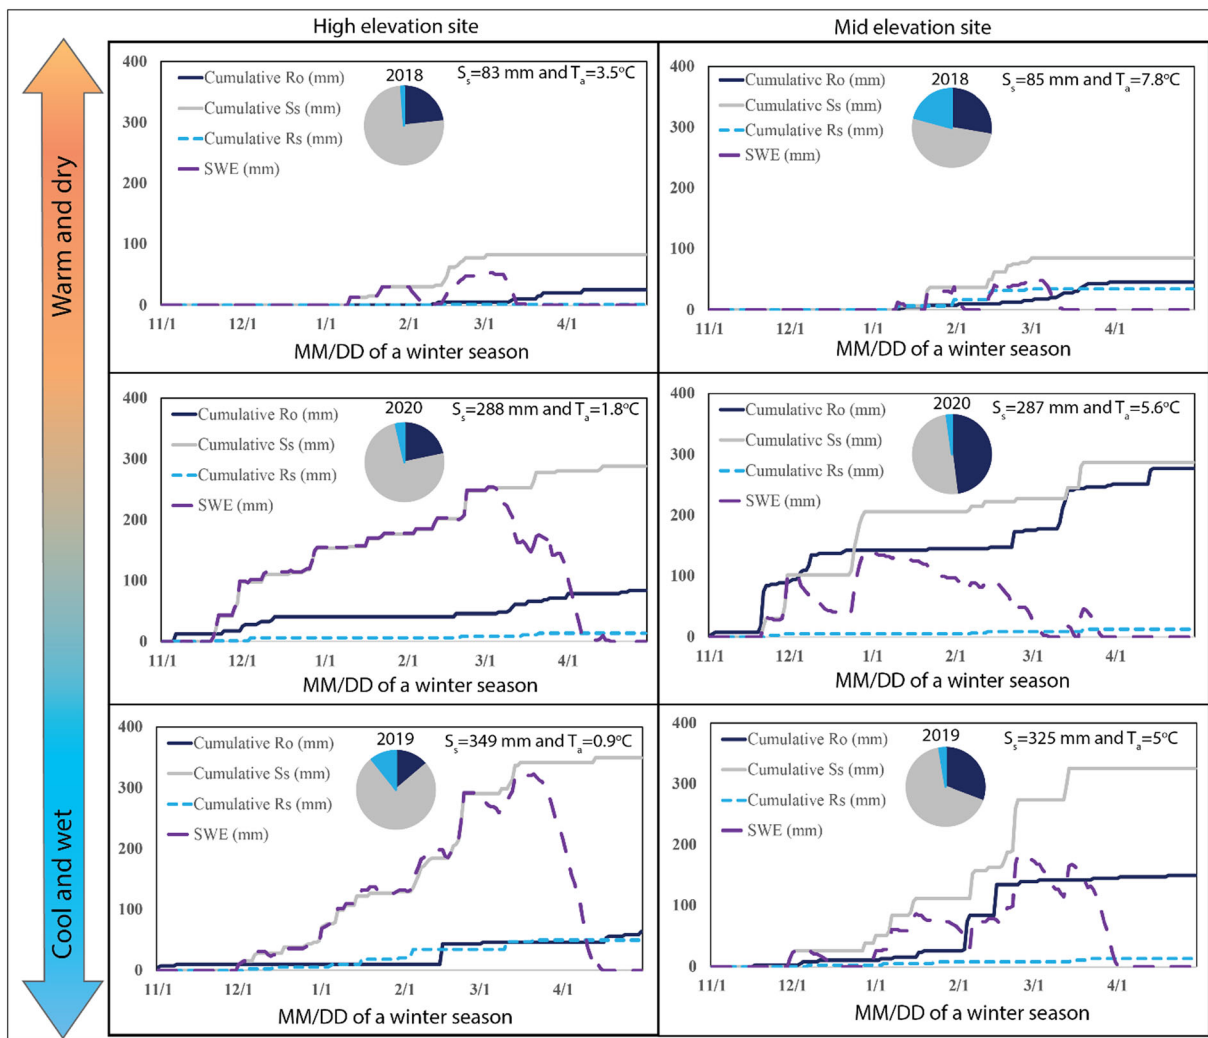 High elevation site
Mid elevation site
Warm and dry
Cool and wet
400
300
200
100
0
Cumulative Ro (mm)
Cumulative Ss (mm)
Cumulative Rs (mm)
SWE (mm)
2018
Ss=83 mm and Ta=3.5°C
11/1 12/1 1/1 2/1 3/1 4/1
MM/DD of a winter season
400
300
200
100
0
Cumulative Ro (mm)
Cumulative Ss (mm)
Cumulative Rs (mm)
SWE (mm)
2018
Ss=85 mm and Ta=7.8°C
11/1 12/1 1/1 2/1 3/1 4/1
MM/DD of a winter season
400
300
200
100
0
Cumulative Ro (mm)
Cumulative Ss (mm)
Cumulative Rs (mm)
SWE (mm)
2020
Ss=288 mm and Ta=1.8°C
11/1 12/1 1/1 2/1 3/1 4/1
MM/DD of a winter season
400
300
200
100
0
Cumulative Ro (mm)
Cumulative Ss (mm)
Cumulative Rs (mm)
SWE (mm)
2020
Ss=287 mm and Ta=5.6°C
11/1 12/1 1/1 2/1 3/1 4/1
MM/DD of a winter season
400
300
200
100
0
Cumulative Ro (mm)
Cumulative Ss (mm)
Cumulative Rs (mm)
SWE (mm)
2019
Ss=349 mm and Ta=0.9°C
11/1 12/1 1/1 2/1 3/1 4/1
MM/DD of a winter season
400
300
200
100
0
Cumulative Ro (mm)
Cumulative Ss (mm)
Cumulative Rs (mm)
SWE (mm)
2019
Ss=325 mm and Ta=5°C
11/1 12/1 1/1 2/1 3/1 4/1
MM/DD of a winter season